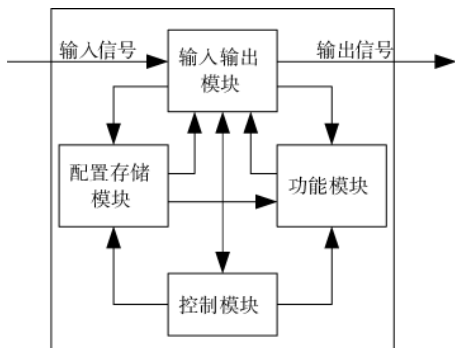 输入信号
输入输出
模块
输出信号
配置存储
模块
功能模块
控制模块